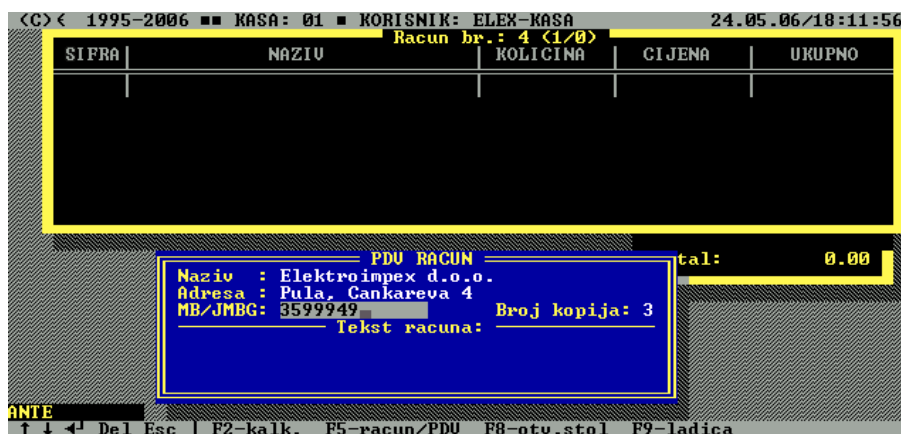 (C)< 1995-2006 ■■ KASA: 01 ■ KORISNIK: ELEX-KASA 24.05.06/18:11:56
Racun br.: 4 (1/0)
SIFRA NAZIV KOLICINA CIJENA UKUPNO
tal: 0.00
PDV RACUN
Naziv : Elektroimpex d.o.o.
Adresa : Pula, Cankareva 4
MB/JMBG: 3599949 Broj kopija: 3
Tekst racuna:
ANTE
↑ ↓ ◄┘ Del Esc | F2-kalk. F5-racun/PDV F8-otv.stol F9-ladica